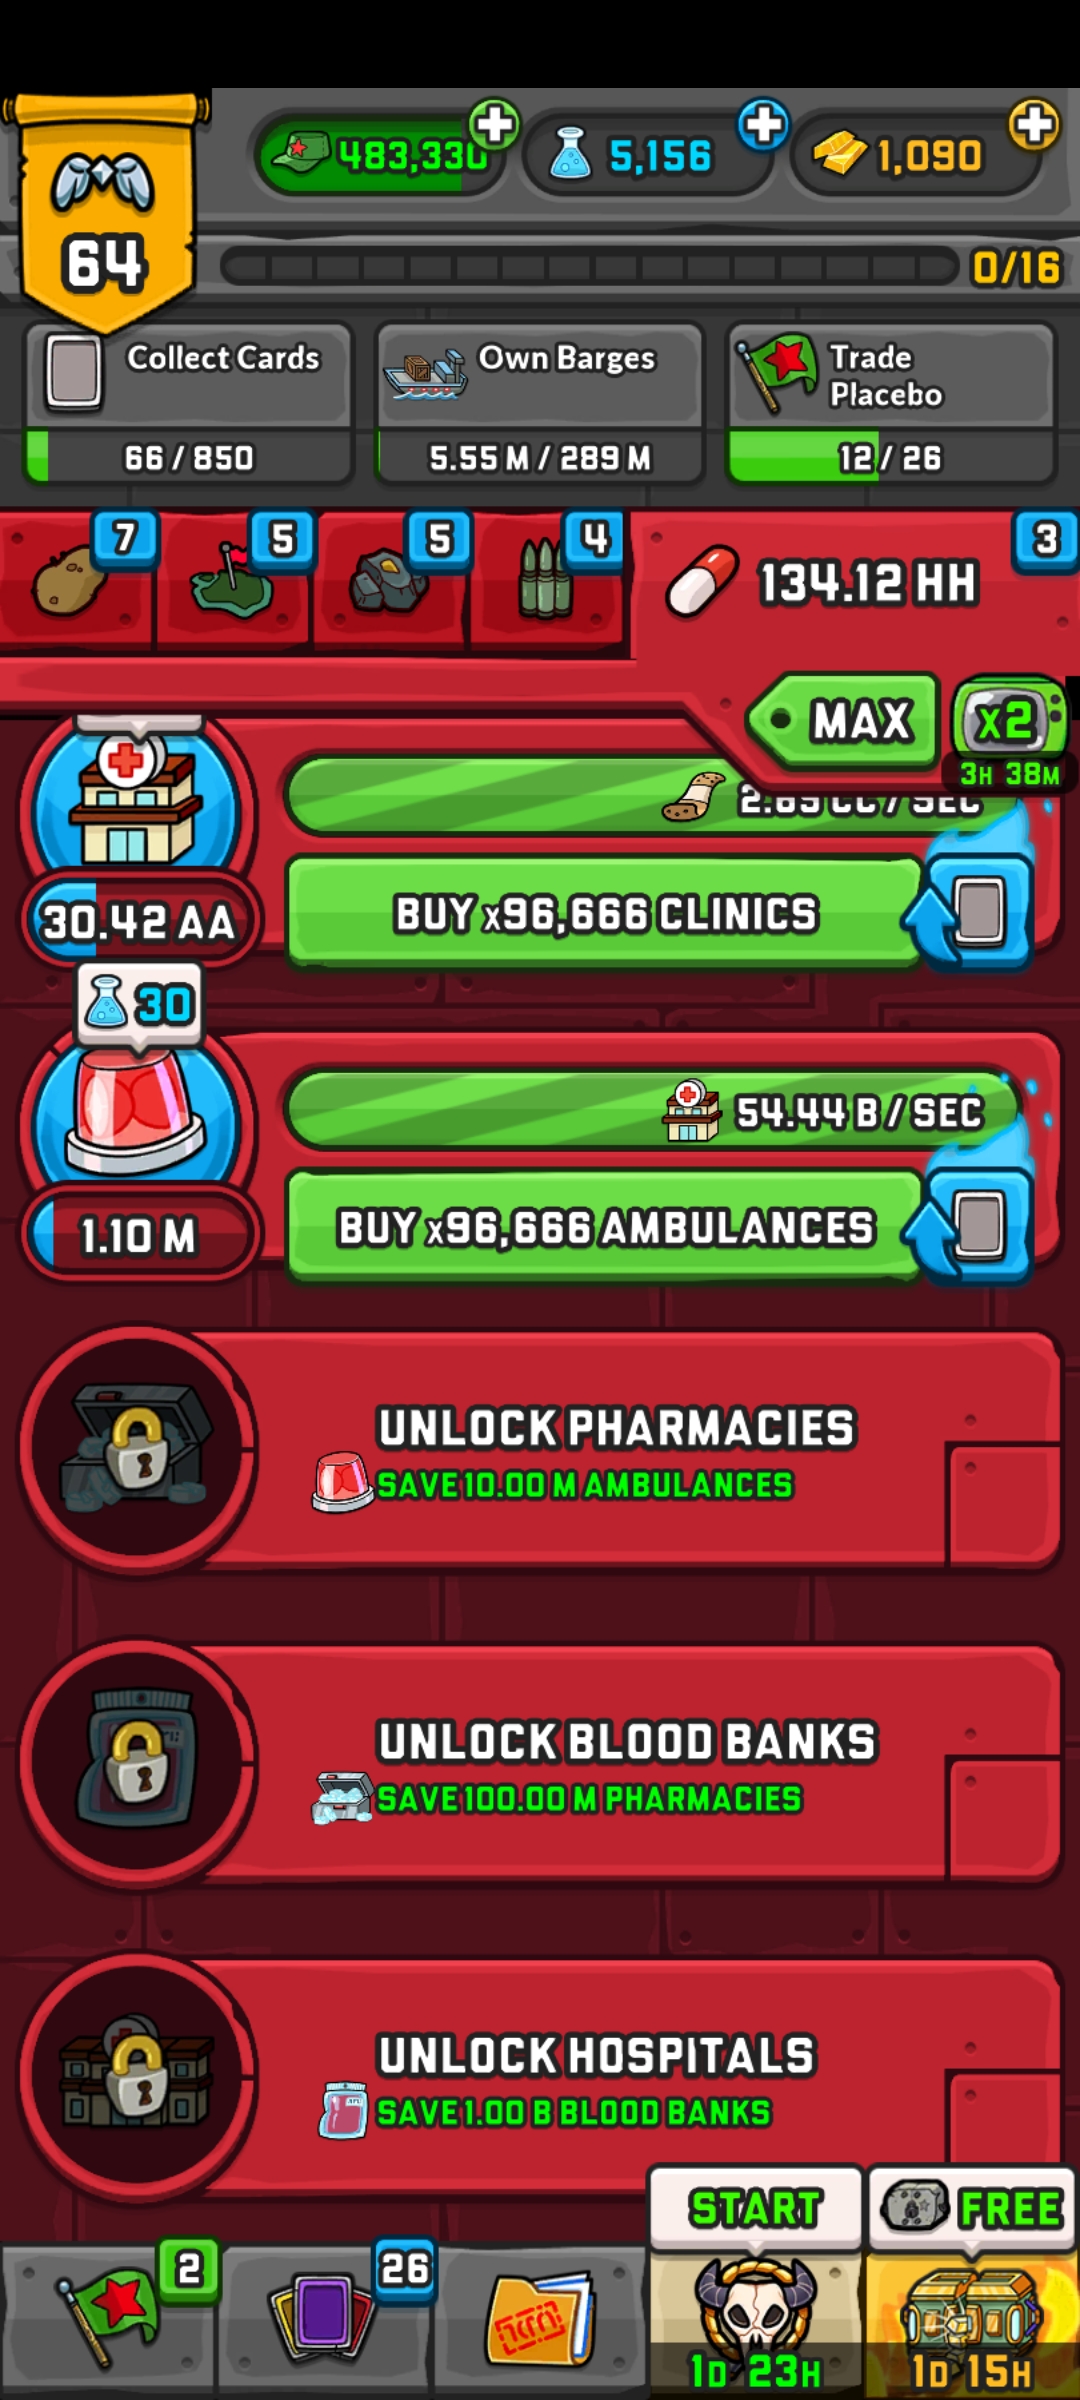 483,330
5,156
1,090
64
0/16
Collect Cards
66 / 850
Own Barges
5.55 M / 289 M
Trade
Placebo
12 / 26
7
5
5
4
3
134.12 HH
MAX
x2
3H 38M
2.89 CC / SEC
30.42 AA
BUY x96,666 CLINICS
30
54.44 B / SEC
1.10 M
BUY x96,666 AMBULANCES
UNLOCK PHARMACIES
SAVE 10.00 M AMBULANCES
UNLOCK BLOOD BANKS
SAVE 100.00 M PHARMACIES
UNLOCK HOSPITALS
SAVE 1.00 B BLOOD BANKS
START
FREE
2
26
1D 23H
1D 15H